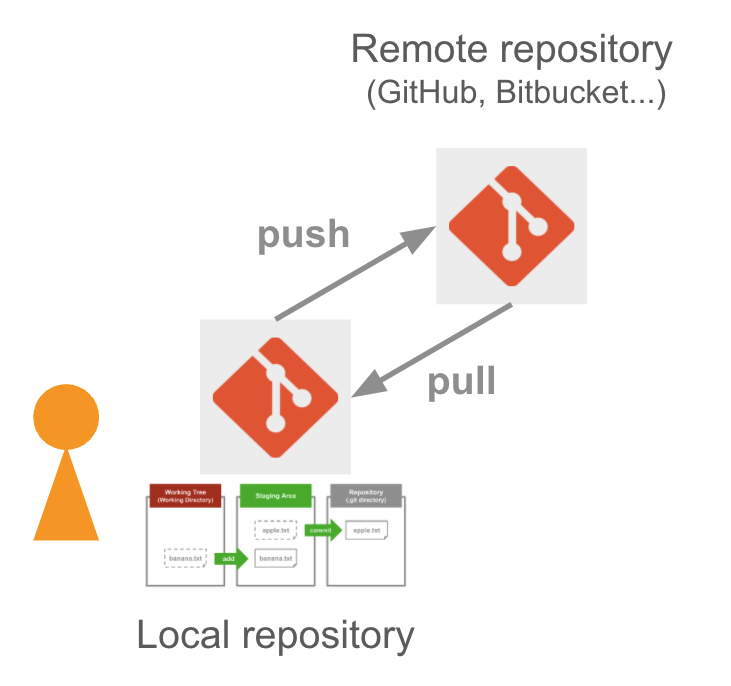 Remote repository
(GitHub, Bitbucket...)
push
pull
Working Tree
(Working Directory)
Staging Area
Repository
(.git directory)
apple.txt
commit
apple.txt
banana.txt
add
banana.txt
Local repository